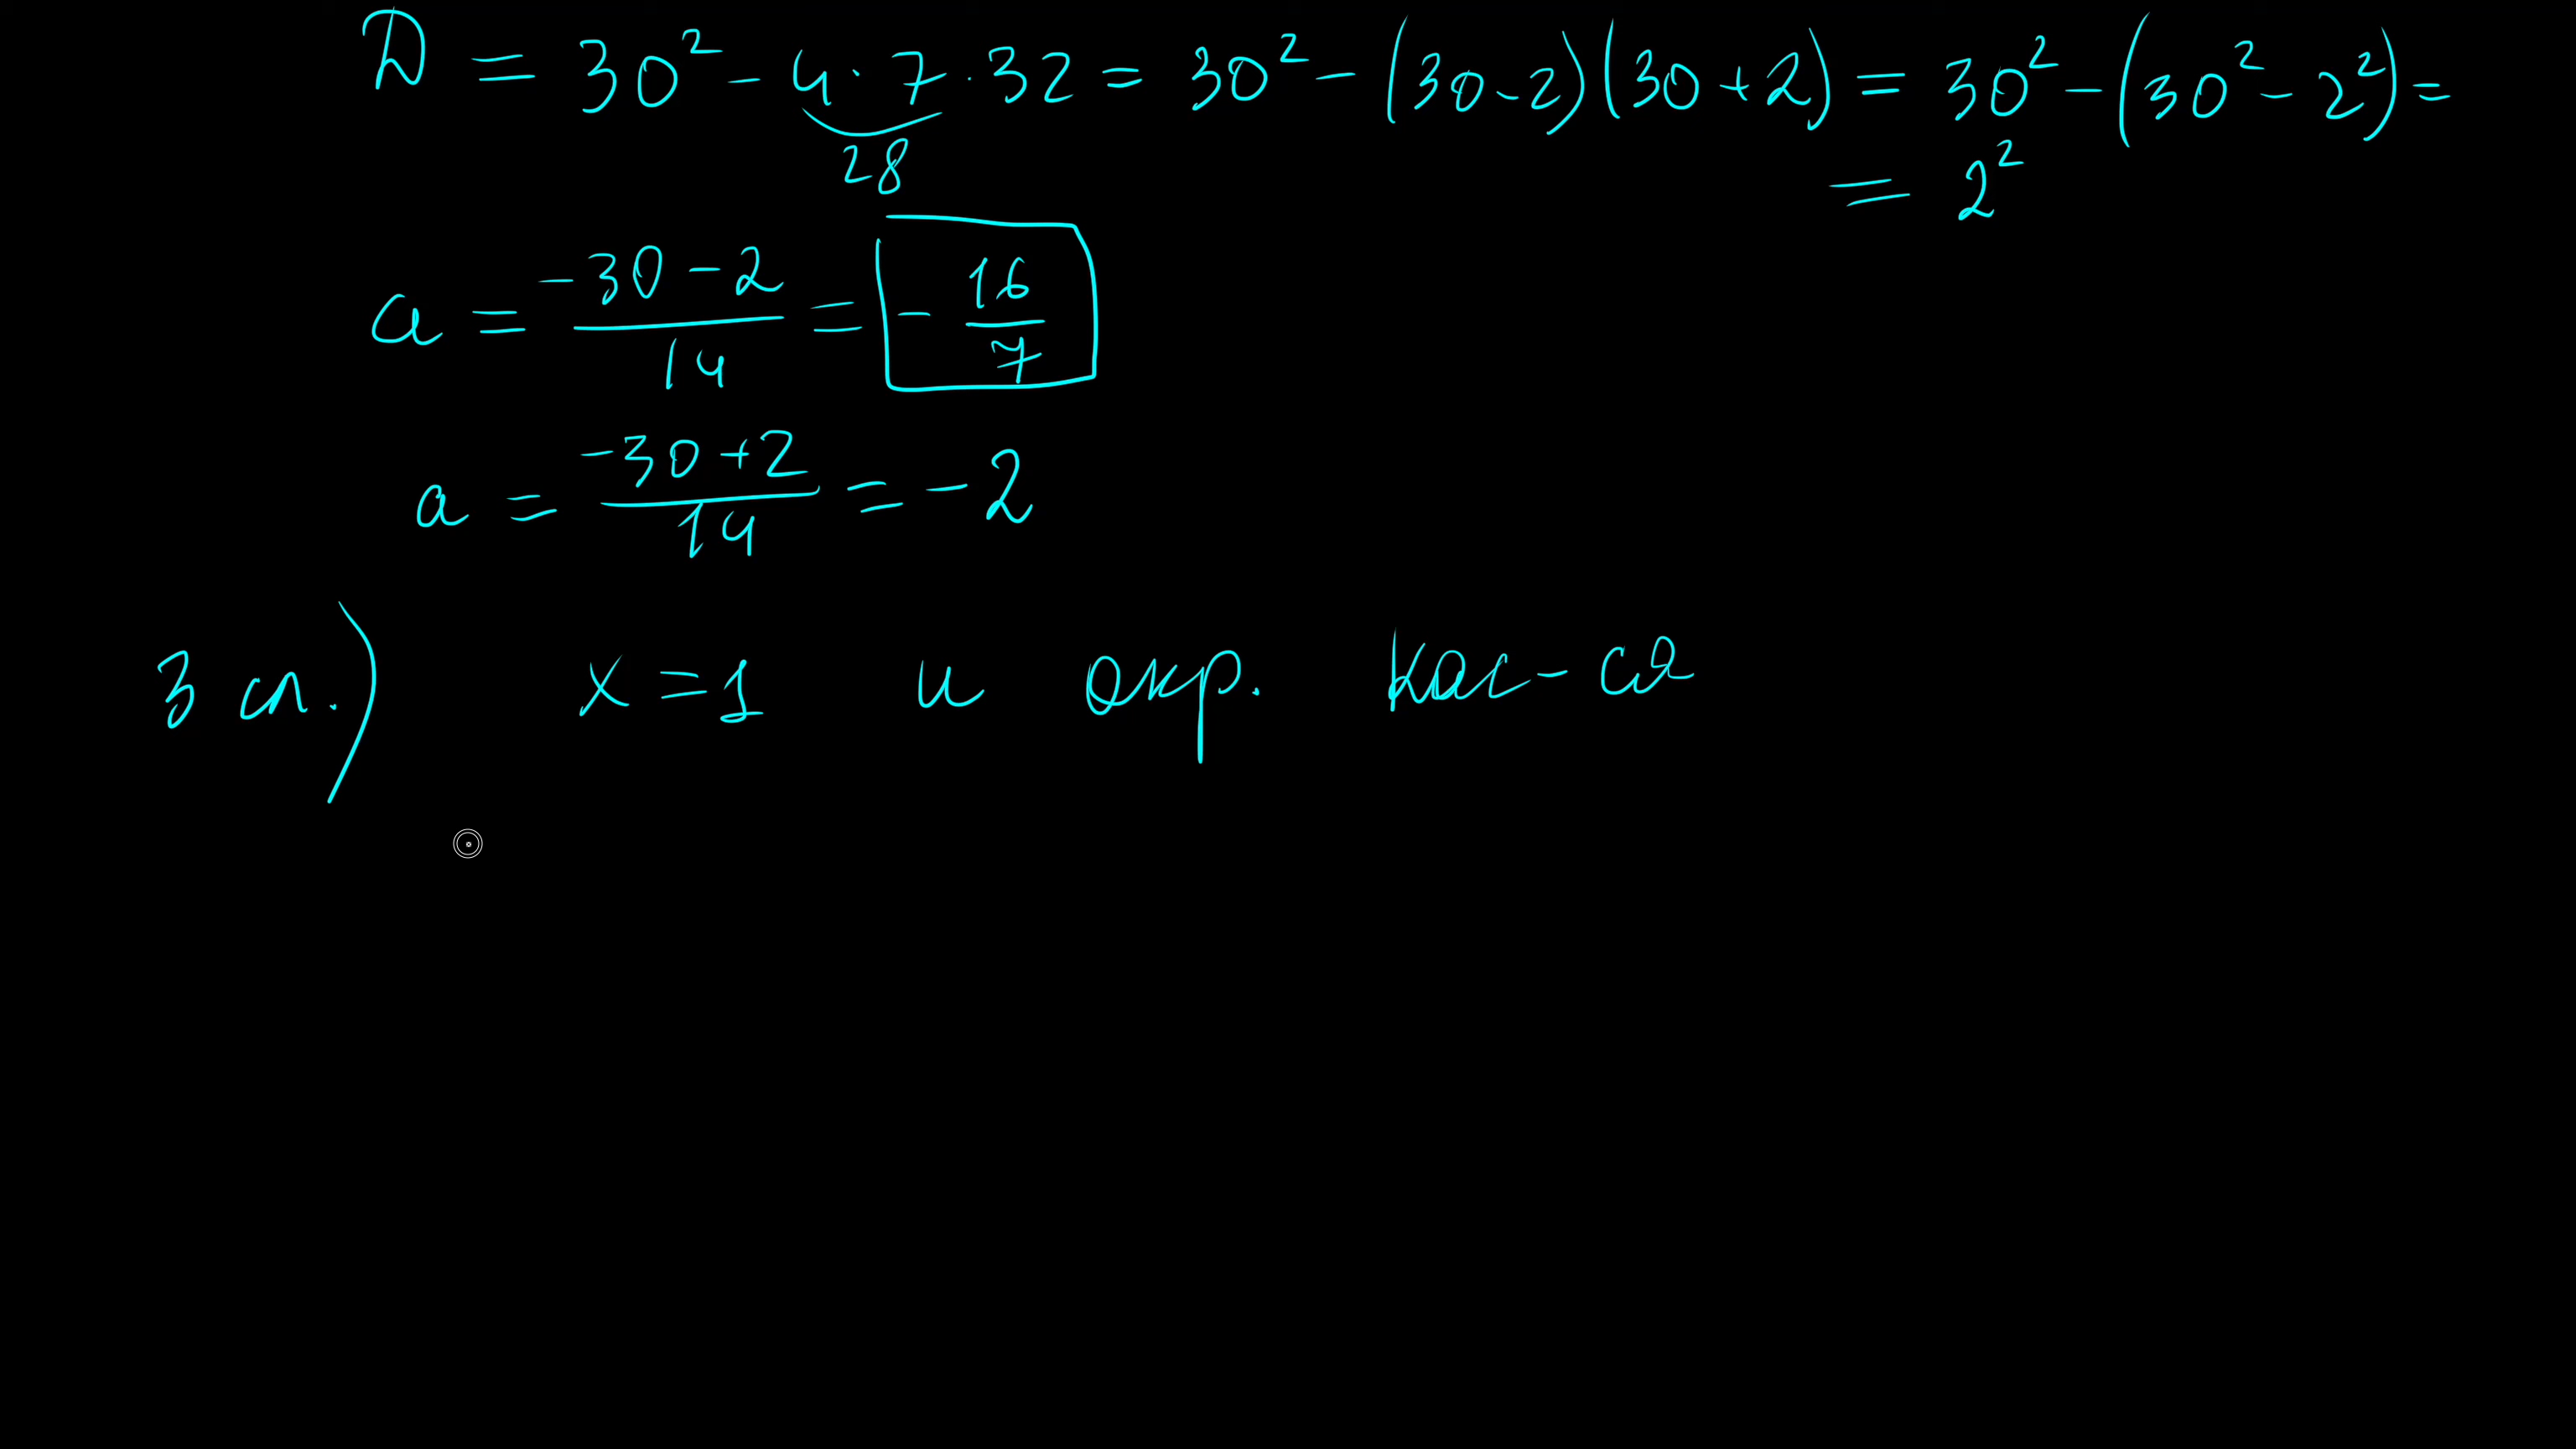 D = 30² - 4 · 7 · 32 = 30² - (30 - 2)(30 + 2) = 30² - (30² - 2²) =
28
= 2²
a = (-30 - 2)/14 = -16/7
a = (-30 + 2)/14 = -2
3 сл.) x = 1 и окр. кас-ся